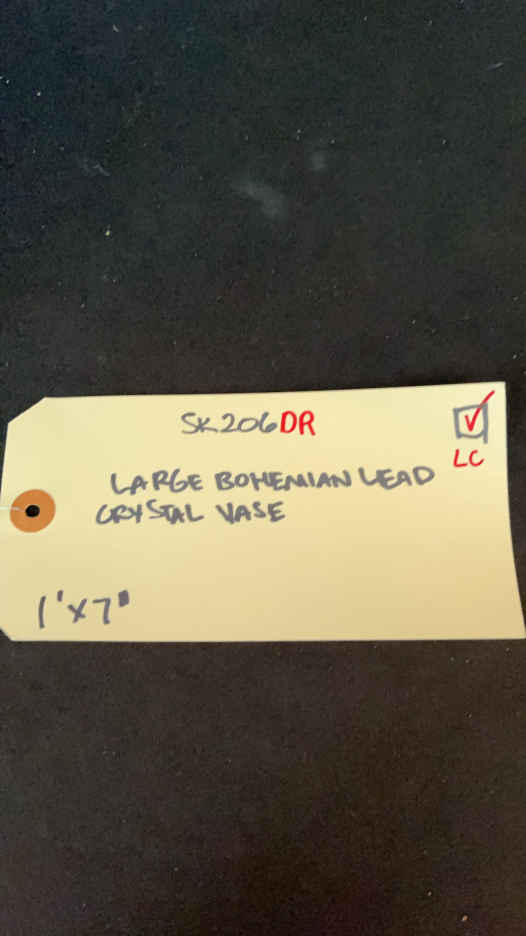 SK206DR
☑
LC
LARGE BOHEMIAN LEAD
CRYSTAL VASE
1'x7"